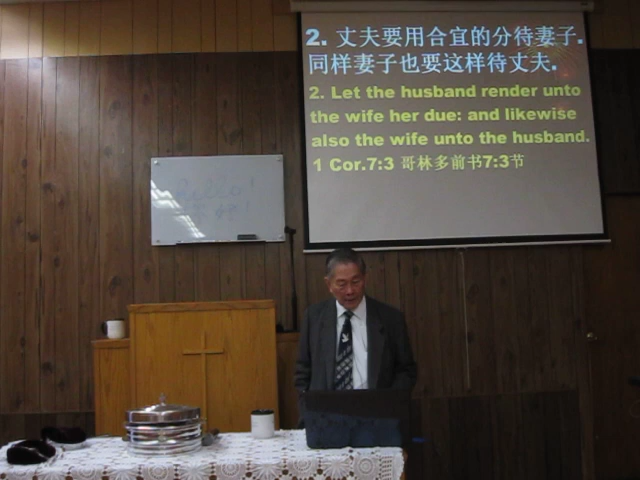 2. 丈夫要用合宜的分待妻子.
同样妻子也要这样待丈夫.
2. Let the husband render unto
the wife her due: and likewise
also the wife unto the husband.
1 Cor.7:3 哥林多前书7:3节